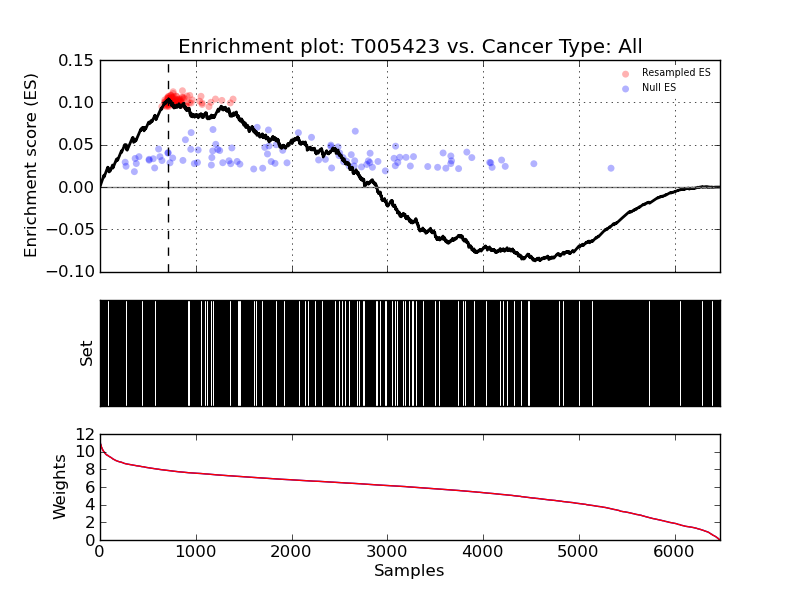 Enrichment plot: T005423 vs. Cancer Type: All
Enrichment score (ES)
0.15
0.10
0.05
0.00
−0.05
−0.10
Resampled ES
Null ES
Set
Weights
12
10
8
6
4
2
0
0
1000
2000
3000
4000
5000
6000
Samples